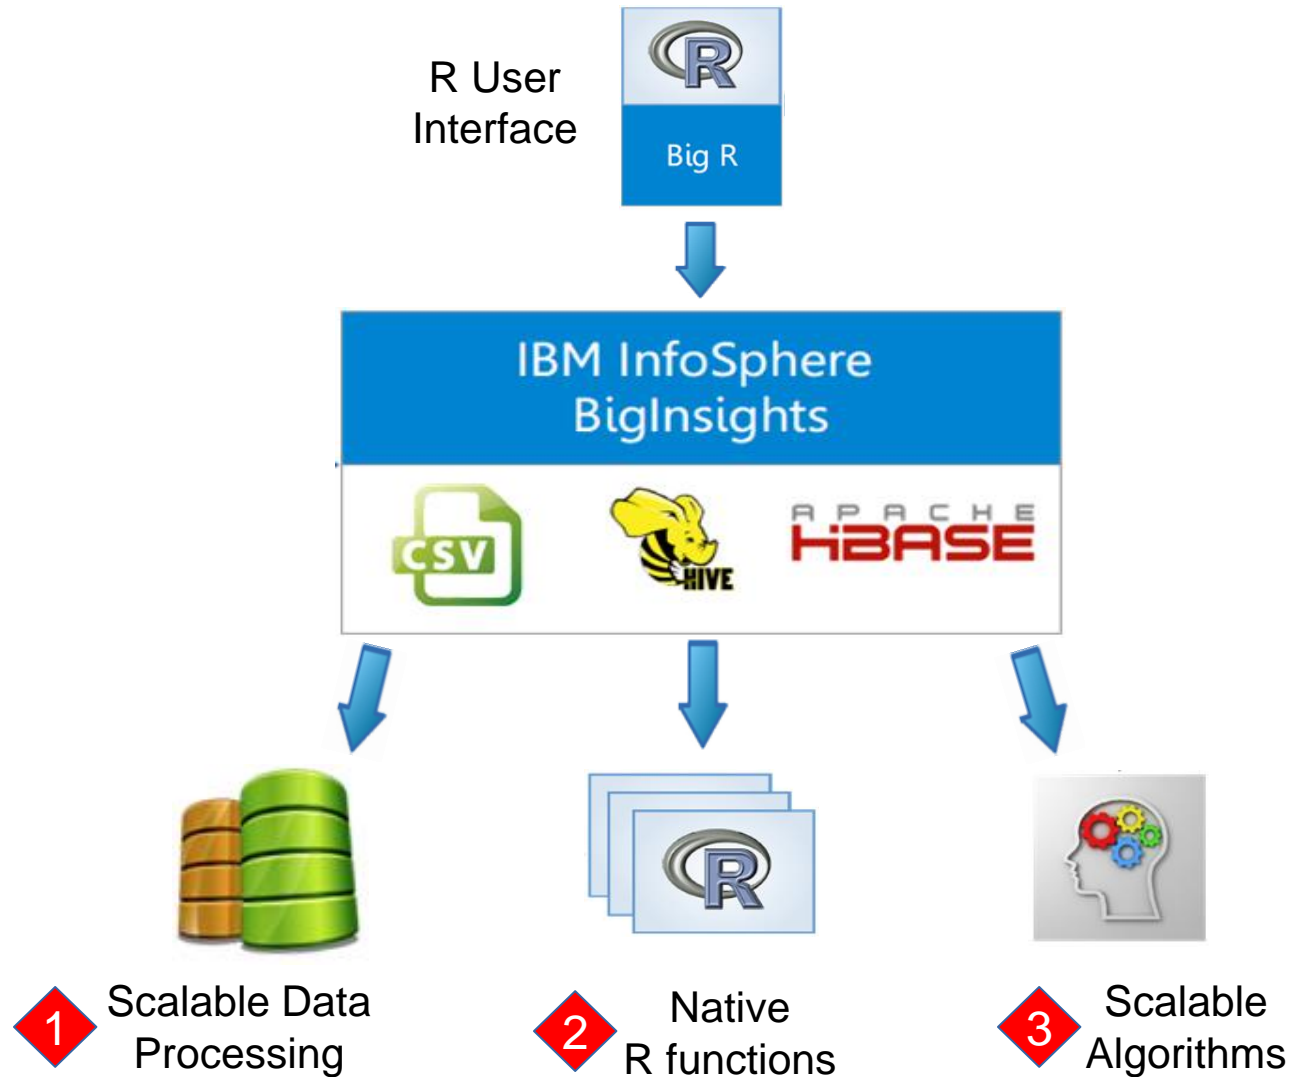 R
R User
Interface
Big R
IBM InfoSphere
BigInsights
CSV
HIVE
APACHE
HBASE
R
1
Scalable Data
Processing
2
Native
R functions
3
Scalable
Algorithms